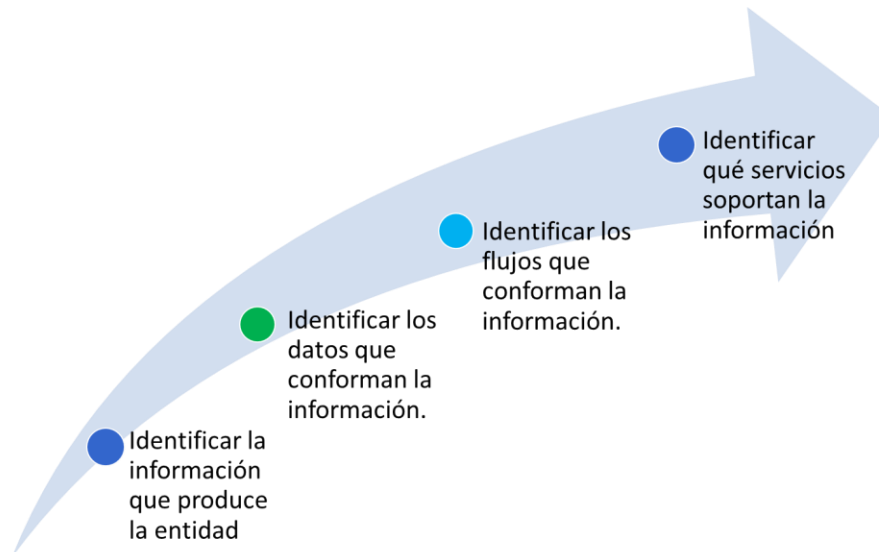 Identificar la
información
que produce
la entidad
Identificar los
datos que
conforman la
información.
Identificar los
flujos que
conforman la
información.
Identificar
qué servicios
soportan la
información